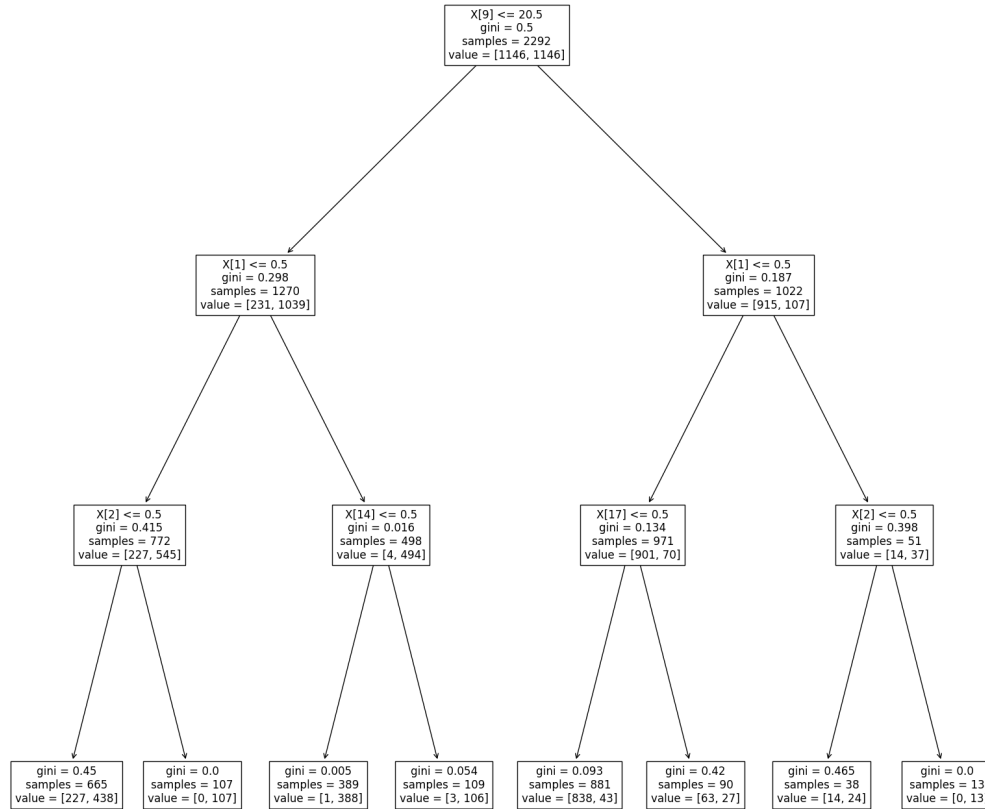 X[9] <= 20.5
gini = 0.5
samples = 2292
value = [1146, 1146]
X[1] <= 0.5
gini = 0.298
samples = 1270
value = [231, 1039]
X[1] <= 0.5
gini = 0.187
samples = 1022
value = [915, 107]
X[2] <= 0.5
gini = 0.415
samples = 772
value = [227, 545]
X[14] <= 0.5
gini = 0.016
samples = 498
value = [4, 494]
X[17] <= 0.5
gini = 0.134
samples = 971
value = [901, 70]
X[2] <= 0.5
gini = 0.398
samples = 51
value = [14, 37]
gini = 0.45
samples = 665
value = [227, 438]
gini = 0.0
samples = 107
value = [0, 107]
gini = 0.005
samples = 389
value = [1, 388]
gini = 0.054
samples = 109
value = [3, 106]
gini = 0.093
samples = 881
value = [838, 43]
gini = 0.42
samples = 90
value = [63, 27]
gini = 0.465
samples = 38
value = [14, 24]
gini = 0.0
samples = 13
value = [0, 13